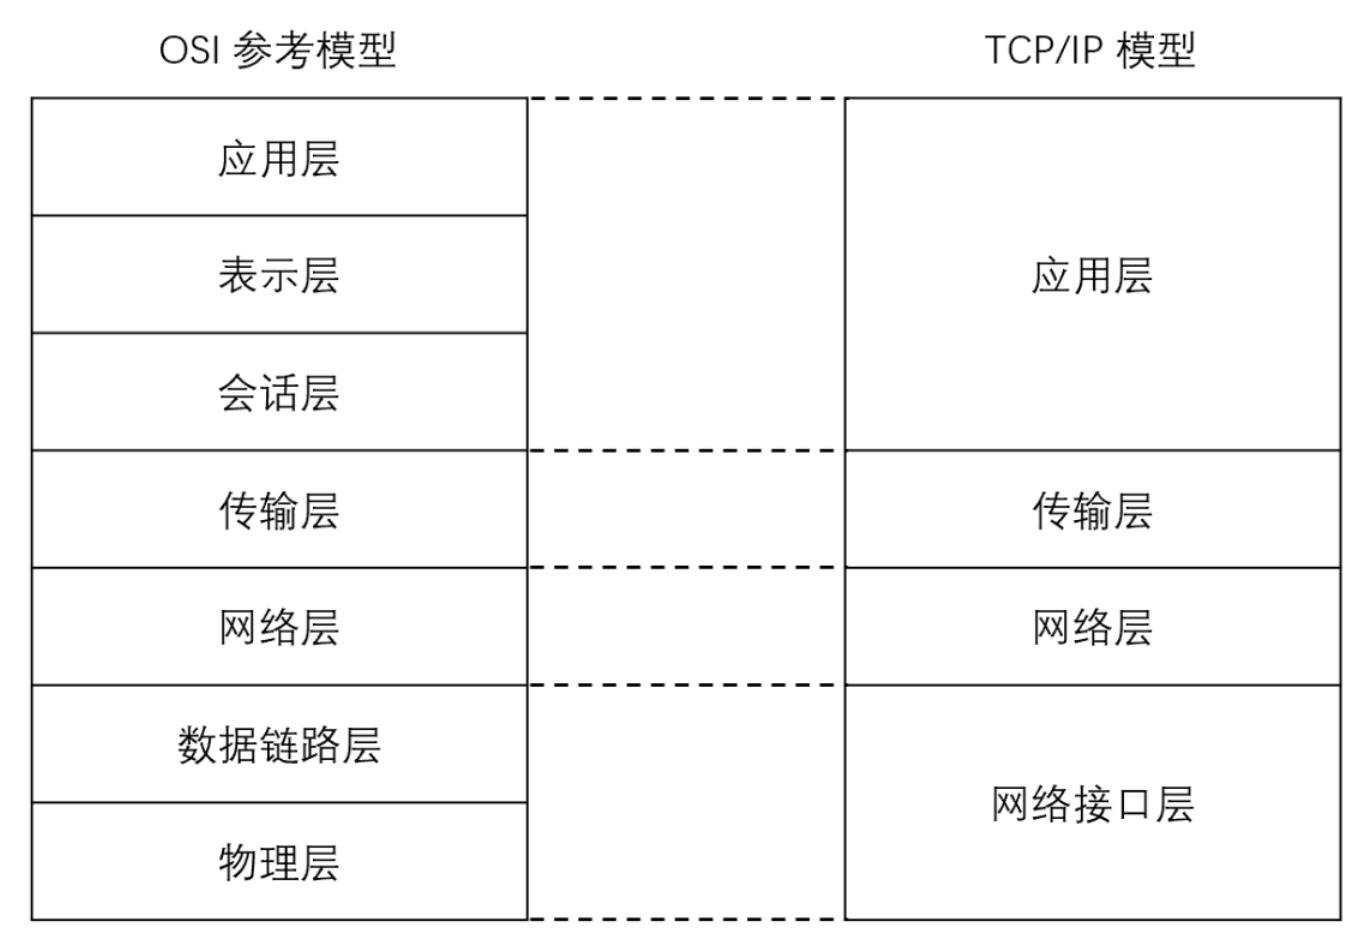 OSI 参考模型
TCP/IP 模型
应用层
表示层
会话层
传输层
网络层
数据链路层
物理层
应用层
传输层
网络层
网络接口层